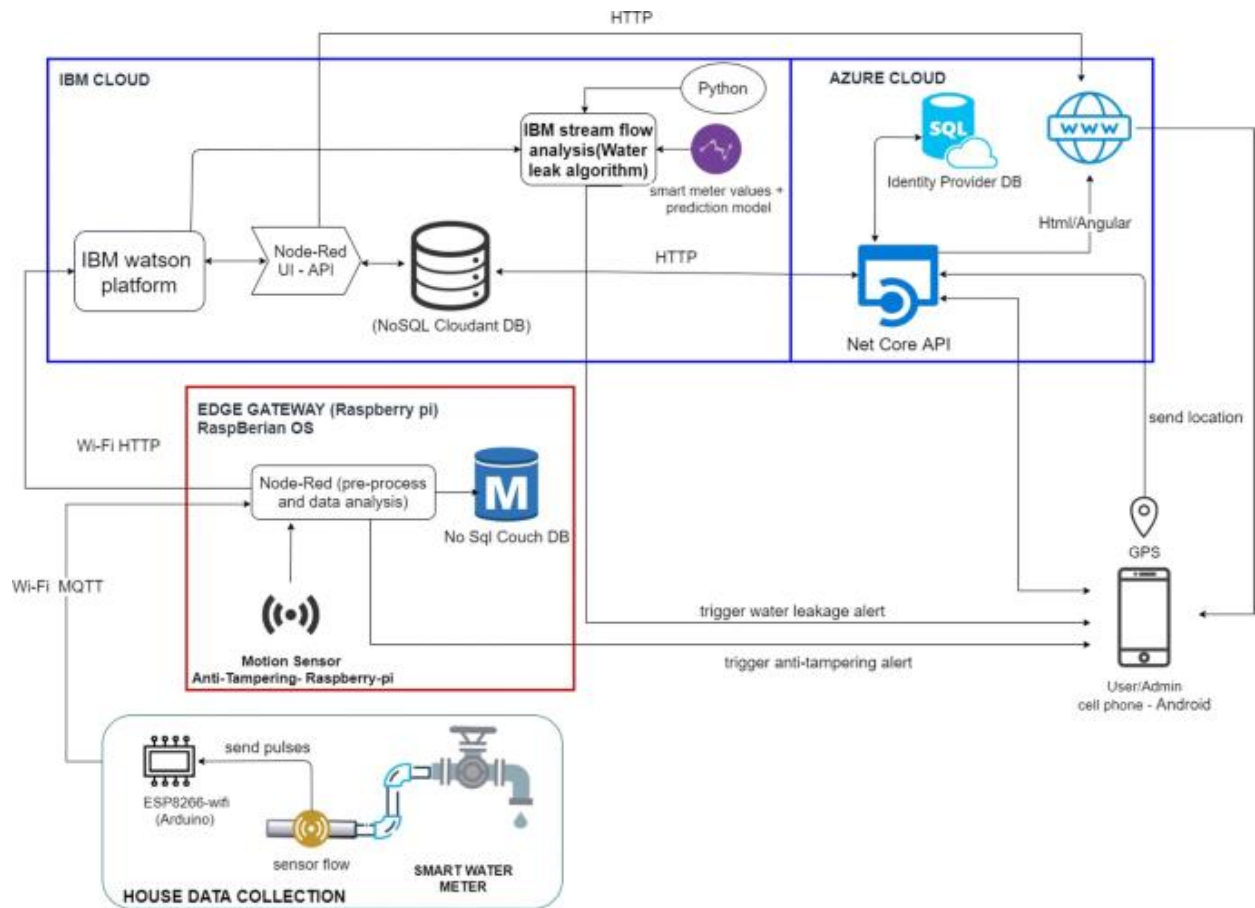 HTTP
IBM CLOUD
AZURE CLOUD
Python
IBM stream flow
analysis(Water
leak algorithm)
smart meter values +
prediction model
SQL
Identity Provider DB
WWW
Html/Angular
IBM watson
platform
Node-Red
UI - API
(NoSQL Cloudant DB)
HTTP
Net Core API
EDGE GATEWAY (Raspberry pi)
RaspBerian OS
Wi-Fi HTTP
Node-Red (pre-process
and data analysis)
M
No Sql Couch DB
send location
GPS
Wi-Fi MQTT
Motion Sensor
Anti-Tampering- Raspberry-pi
trigger water leakage alert
trigger anti-tampering alert
User/Admin
cell phone - Android
send pulses
ESP8266-wifi
(Arduino)
sensor flow
SMART WATER
METER
HOUSE DATA COLLECTION